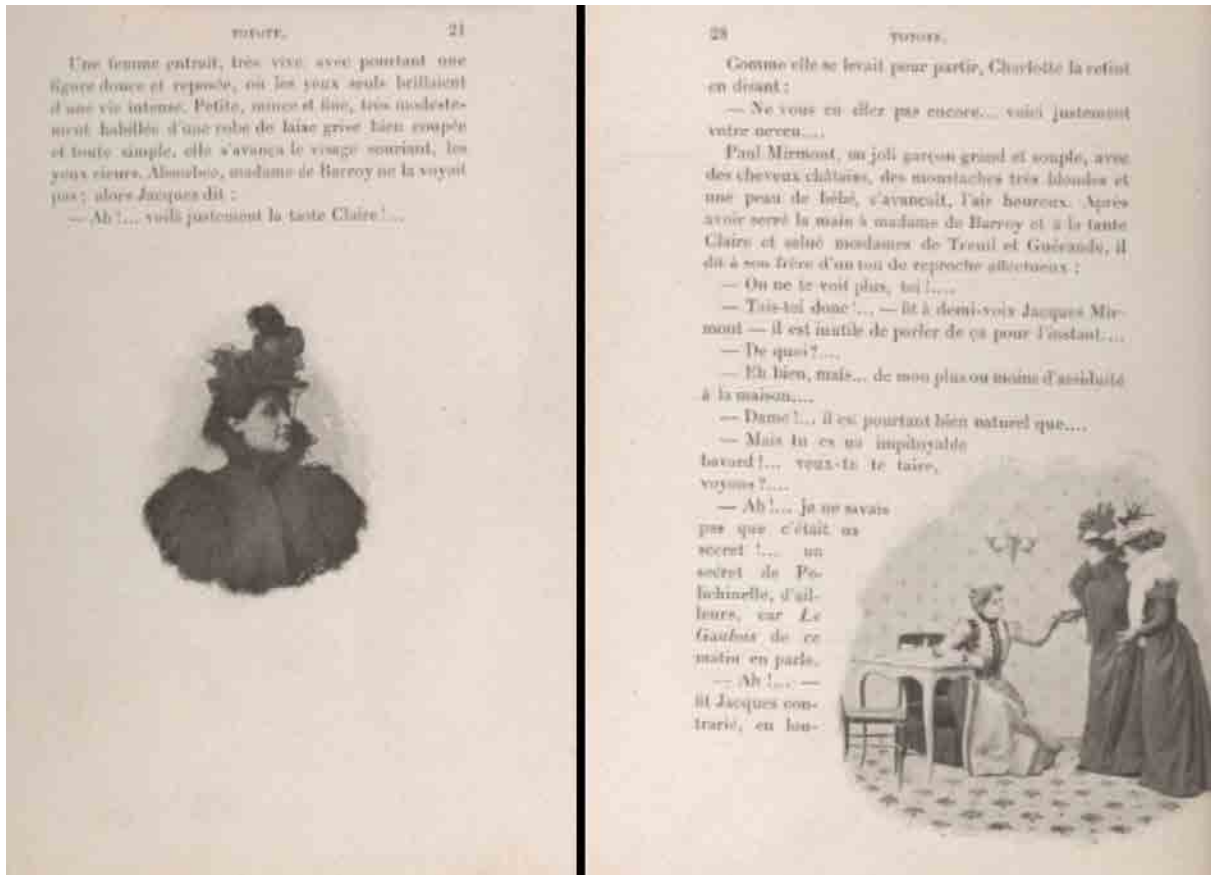 TOTOTE. 21
Une femme entrait, très vive avec pourtant une
figure douce et reposée, où les yeux seuls brillaient
d'une vie intense. Petite, mince et fine, très modeste-
ment habillée d'une robe de laise grise bien coupée
et toute simple, elle s'avança le visage souriant, les
yeux rieurs. Absorbée, madame de Barroy ne la voyait
pas ; alors Jacques dit :
— Ah !... voilà justement la tante Claire !...
28 TOTOTE.
Comme elle se levait pour partir, Charlotte la retint
en disant :
— Ne vous en allez pas encore... voici justement
votre neveu....
Paul Mirmont, un joli garçon grand et souple, avec
des cheveux châtains, des moustaches très blondes et
une peau de bébé, s'avançait, l'air heureux. Après
avoir serré la main à madame de Barroy et à la tante
Claire et salué mesdames de Treuil et Guérande, il
dit à son frère d'un ton de reproche affectueux :
— On ne te voit plus, toi !....
— Tais-toi donc !... — fit à demi-voix Jacques Mir-
mont — il est inutile de parler de ça pour l'instant....
— De quoi ?....
— Eh bien, mais... de mon plus ou moins d'assiduité
à la maison....
— Dame !... il est pourtant bien naturel que....
— Mais tu es un impitoyable
bavard !... veux-tu te taire,
voyons ?....
— Ah !... je ne savais
pas que c'était un
secret !... un
secret de Po-
lichinelle, d'ail-
leurs, car Le
Gaulois de ce
matin en parle.
— Ah !... —
fit Jacques con-
trarié, en lou-